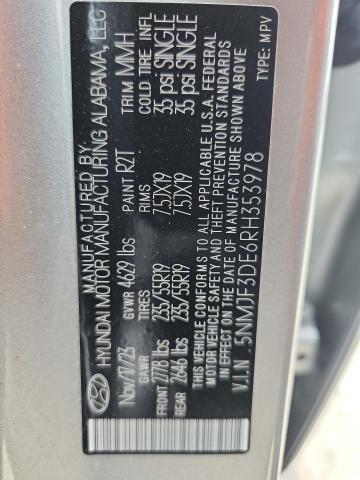 MANUFACTURED BY
HYUNDAI MOTOR MANUFACTURING ALABAMA, LLC
Nov/17/23 GVWR 4629 lbs PAINT R2T TRIM MMH
GAWR TIRES RIMS COLD TIRE INFL
FRONT 2778 lbs 235/55R19 7.5JX19 35 psi SINGLE
REAR 2646 lbs 235/55R19 7.5JX19 35 psi SINGLE
THIS VEHICLE CONFORMS TO ALL APPLICABLE U.S.A. FEDERAL
MOTOR VEHICLE SAFETY AND THEFT PREVENTION STANDARDS
IN EFFECT ON THE DATE OF MANUFACTURE SHOWN ABOVE.
V.I.N : 5NMJF3DE6RH353978
TYPE: MPV